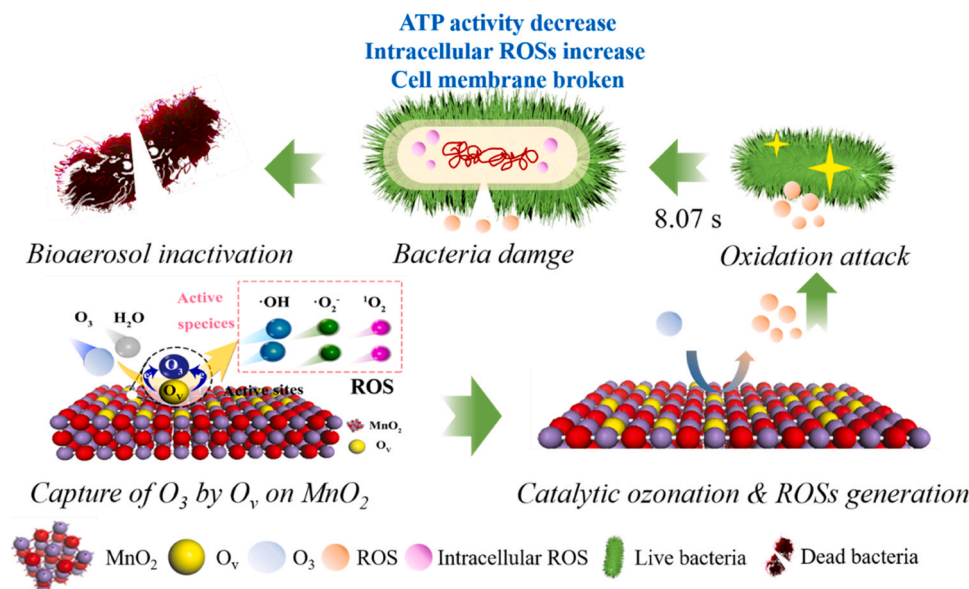 ATP activity decrease
Intracellular ROSs increase
Cell membrane broken
8.07 s
Bioaerosol inactivation
Bacteria damge
Oxidation attack
O3
H2O
Active
specices
·OH
·O2-
1O2
O3
e
e
Ov
Active sites
ROS
MnO2
Ov
Capture of O3 by Ov on MnO2
Catalytic ozonation & ROSs generation
MnO2
Ov
O3
ROS
Intracellular ROS
Live bacteria
Dead bacteria